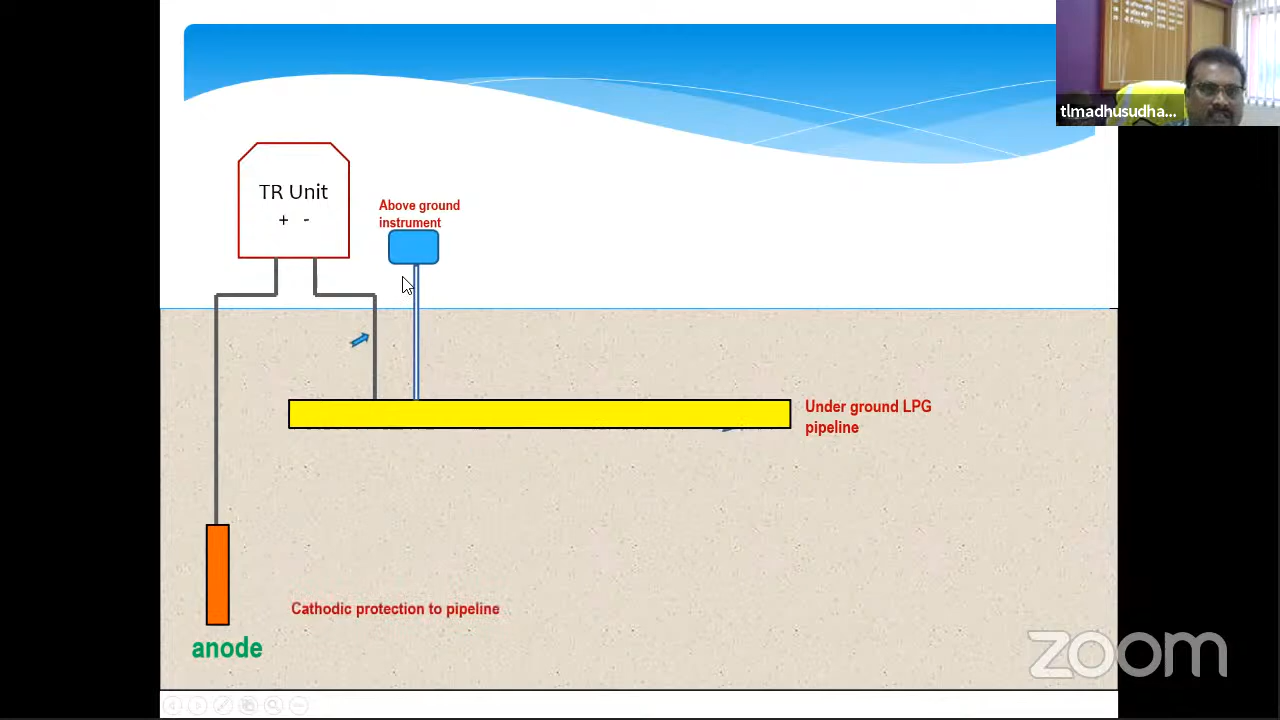 tlmadhusudha...
TR Unit
+ -
Above ground
instrument
Under ground LPG
pipeline
Cathodic protection to pipeline
anode
zoom